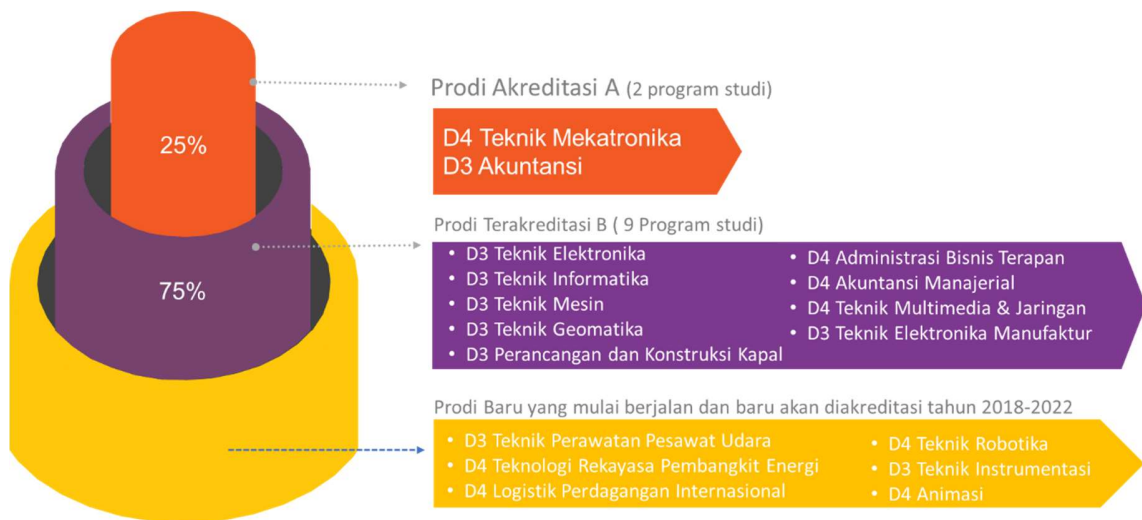 25%
75%
Prodi Akreditasi A (2 program studi)
D4 Teknik Mekatronika
D3 Akuntansi
Prodi Terakreditasi B ( 9 Program studi)
• D3 Teknik Elektronika
• D3 Teknik Informatika
• D3 Teknik Mesin
• D3 Teknik Geomatika
• D3 Perancangan dan Konstruksi Kapal
• D4 Administrasi Bisnis Terapan
• D4 Akuntansi Manajerial
• D4 Teknik Multimedia & Jaringan
• D3 Teknik Elektronika Manufaktur
Prodi Baru yang mulai berjalan dan baru akan diakreditasi tahun 2018-2022
• D3 Teknik Perawatan Pesawat Udara
• D4 Teknologi Rekayasa Pembangkit Energi
• D4 Logistik Perdagangan Internasional
• D4 Teknik Robotika
• D3 Teknik Instrumentasi
• D4 Animasi